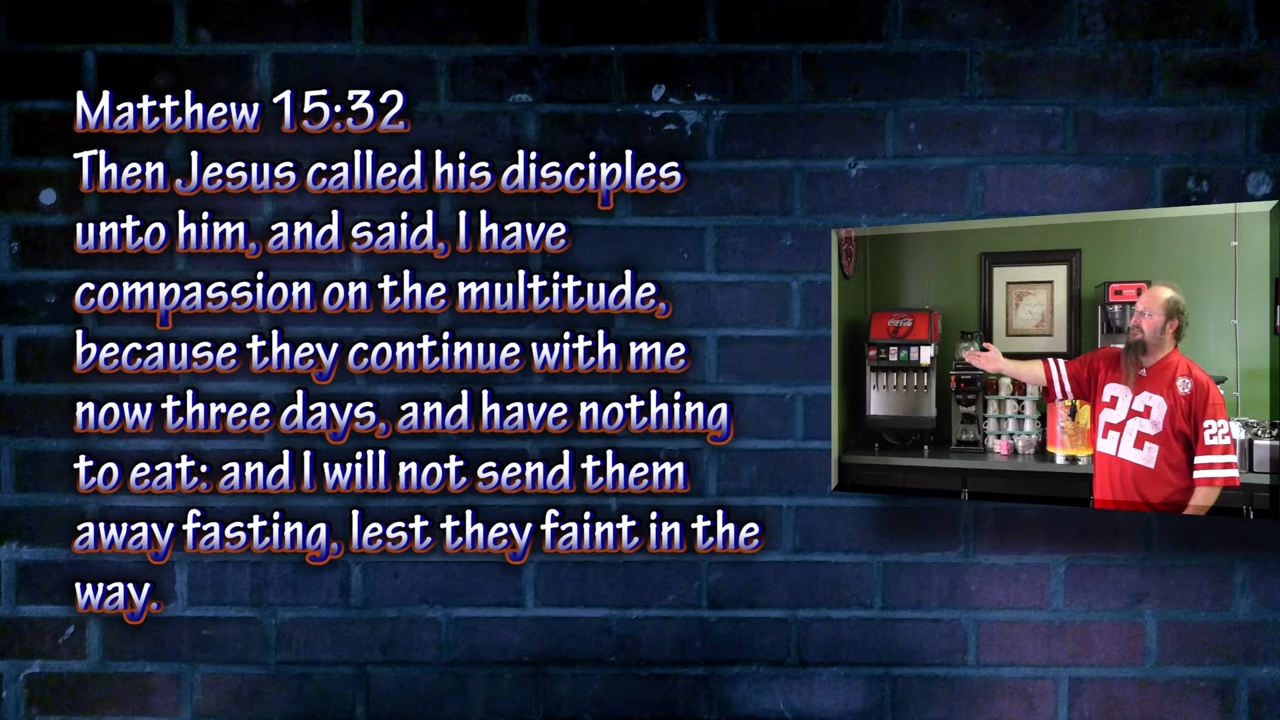 Matthew 15:32
Then Jesus called his disciples
unto him, and said, I have
compassion on the multitude,
because they continue with me
now three days, and have nothing
to eat: and I will not send them
away fasting, lest they faint in the
way.
Coca-Cola
22
22